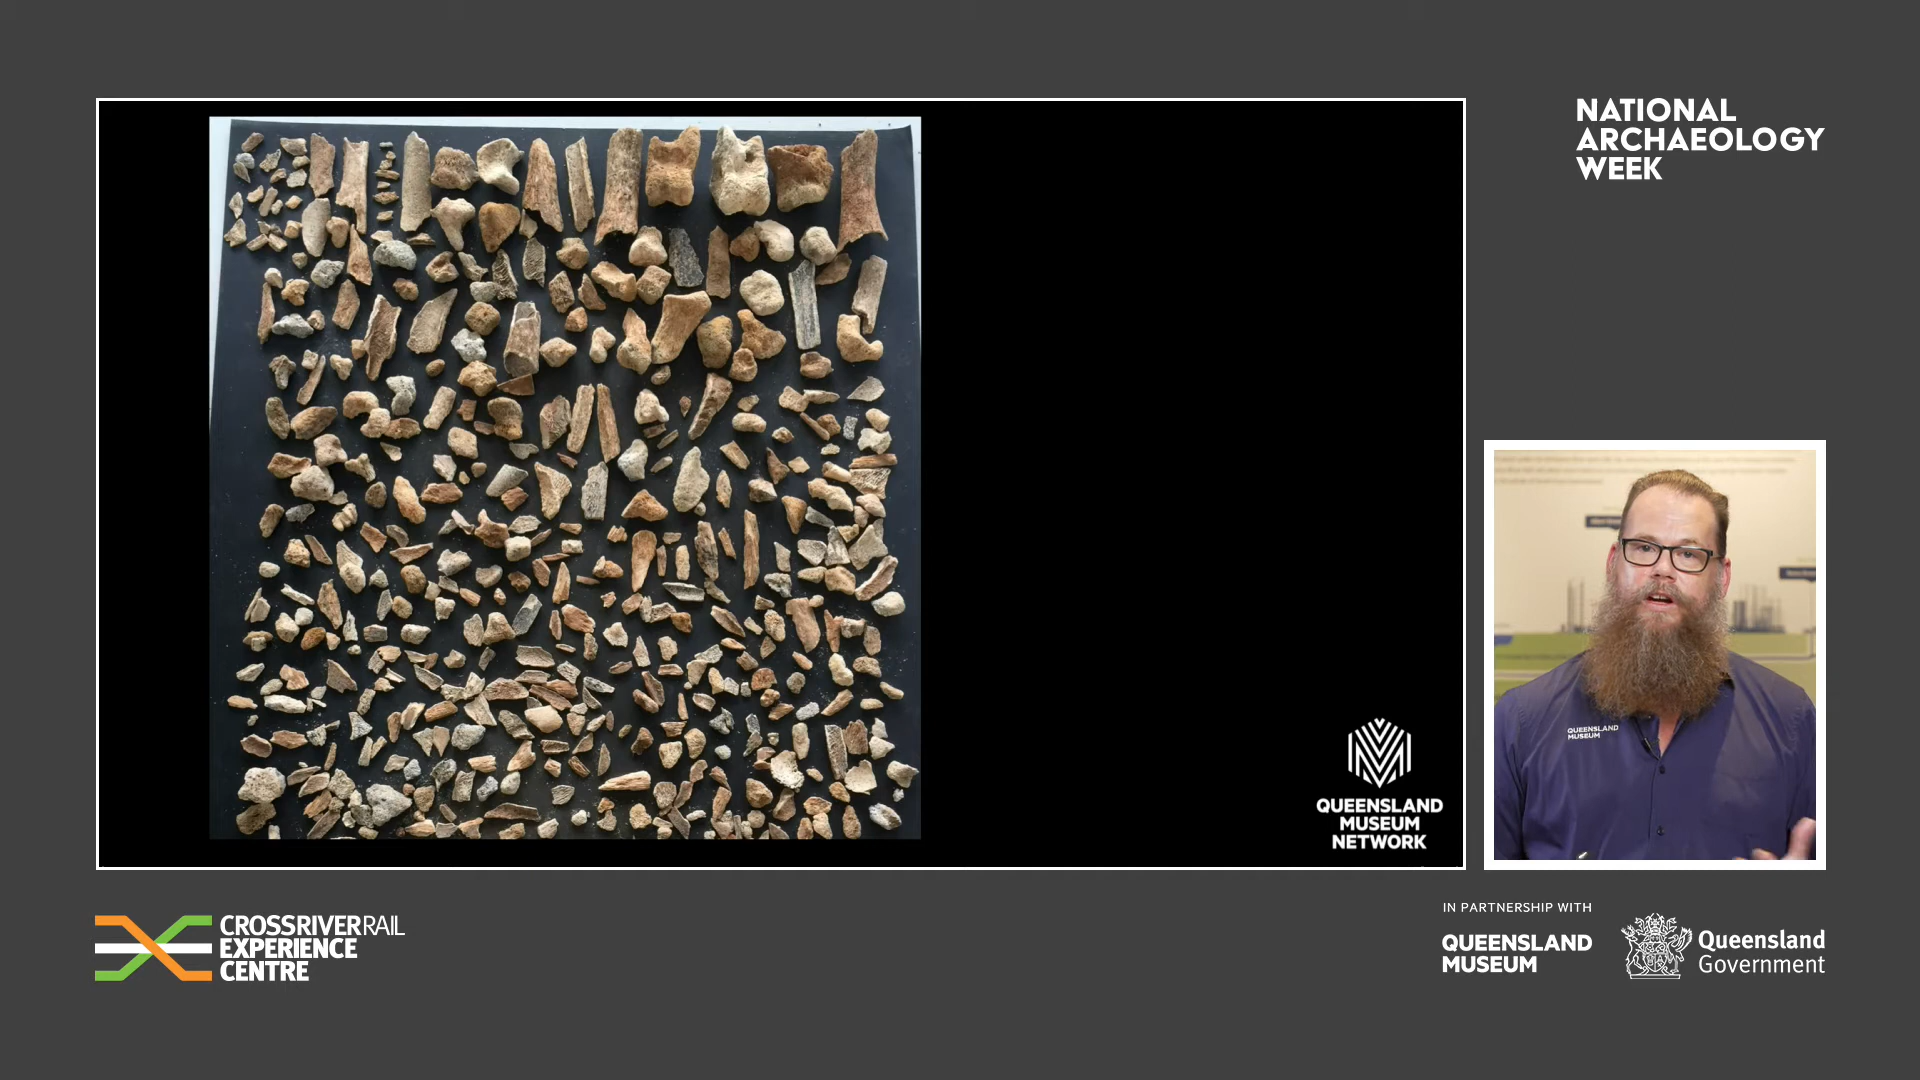 NATIONAL
ARCHAEOLOGY
WEEK
QUEENSLAND
MUSEUM
NETWORK
QUEENSLAND
MUSEUM
CROSSRIVERRAIL
EXPERIENCE
CENTRE
IN PARTNERSHIP WITH
QUEENSLAND
MUSEUM
Queensland
Government